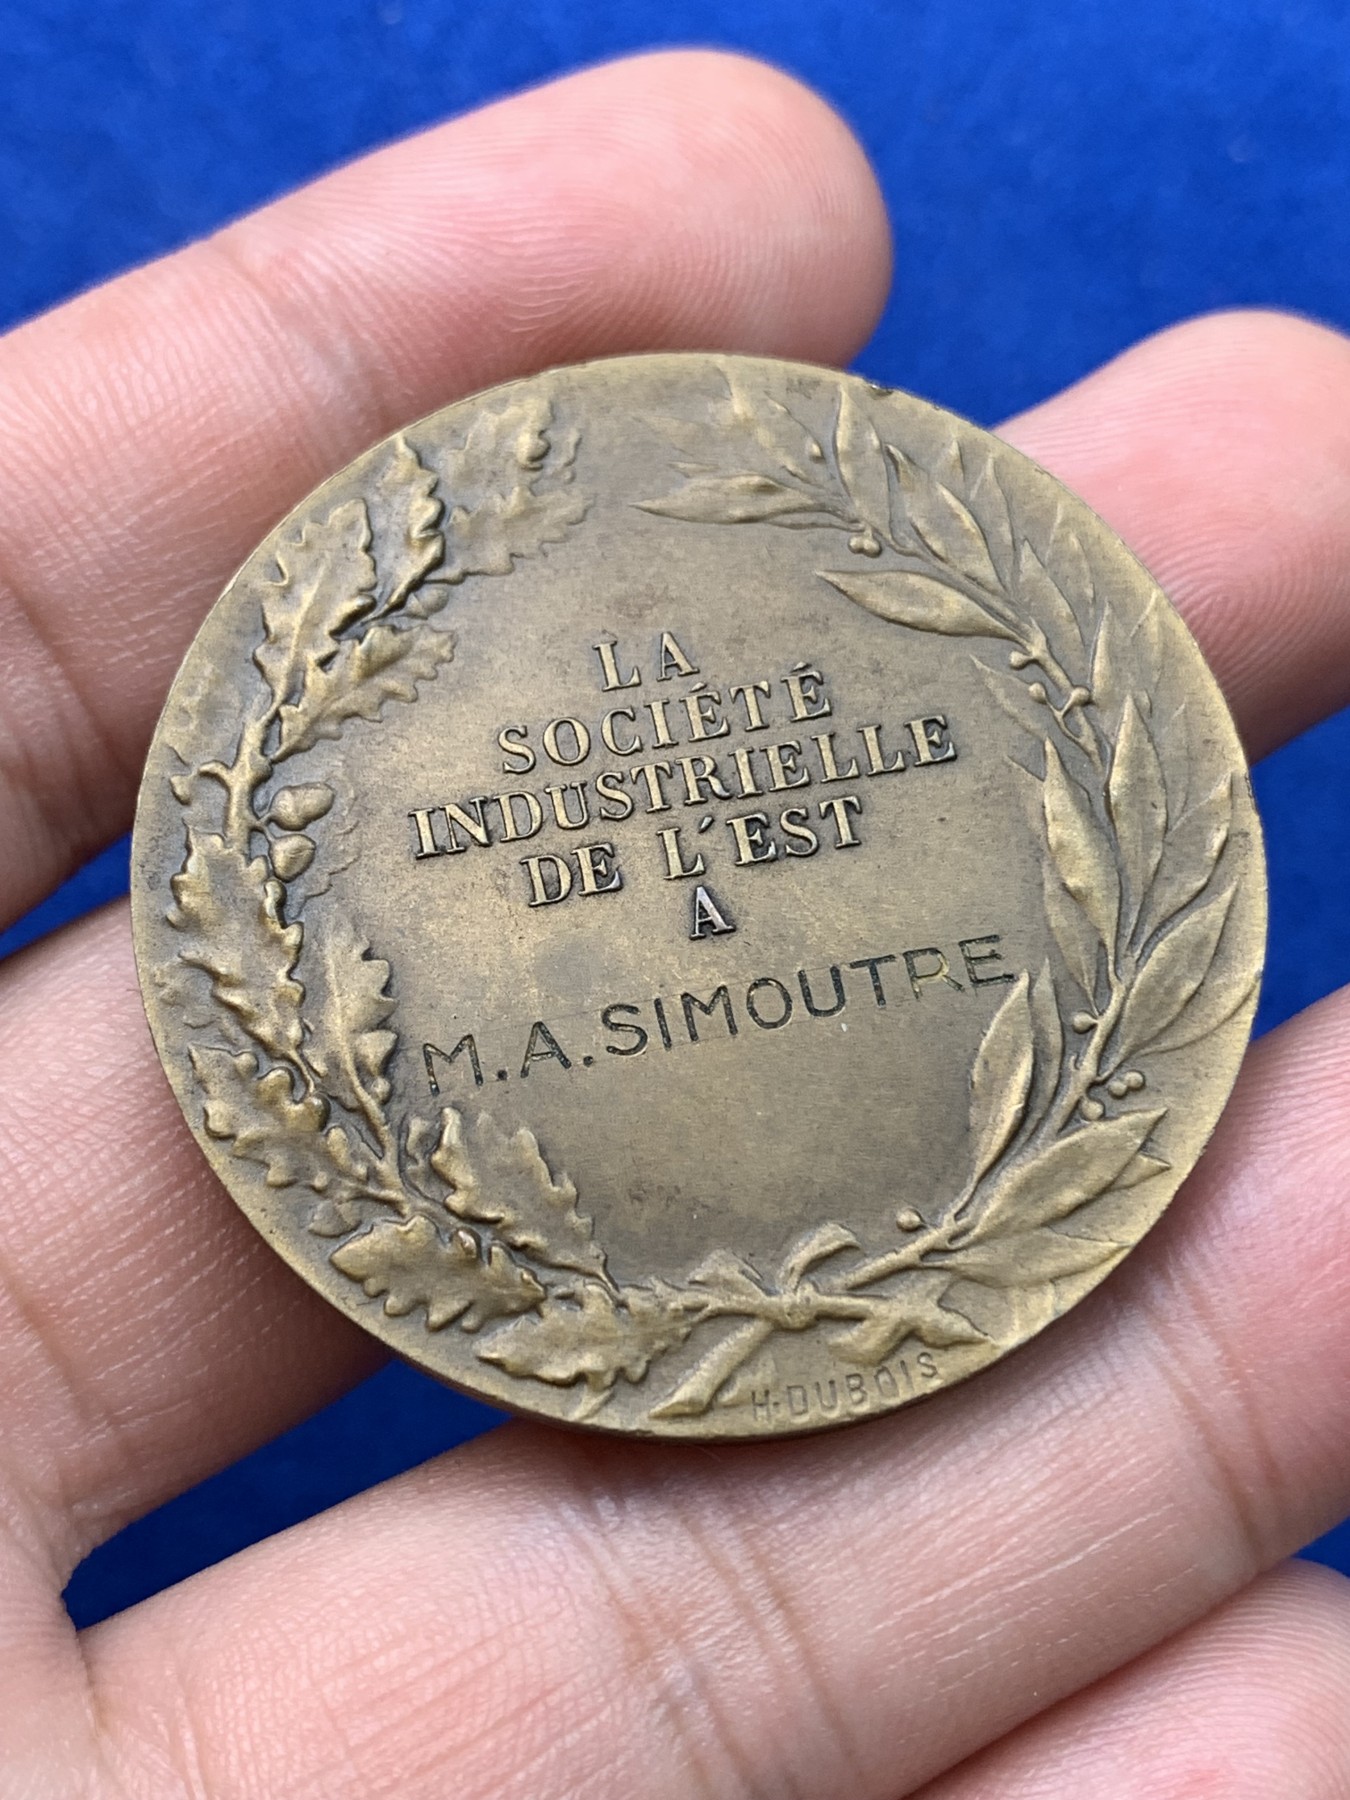 LA
SOCIÉTÉ
INDUSTRIELLE
DE L'EST
A
M.A.SIMOUTRE
H·DUBOIS